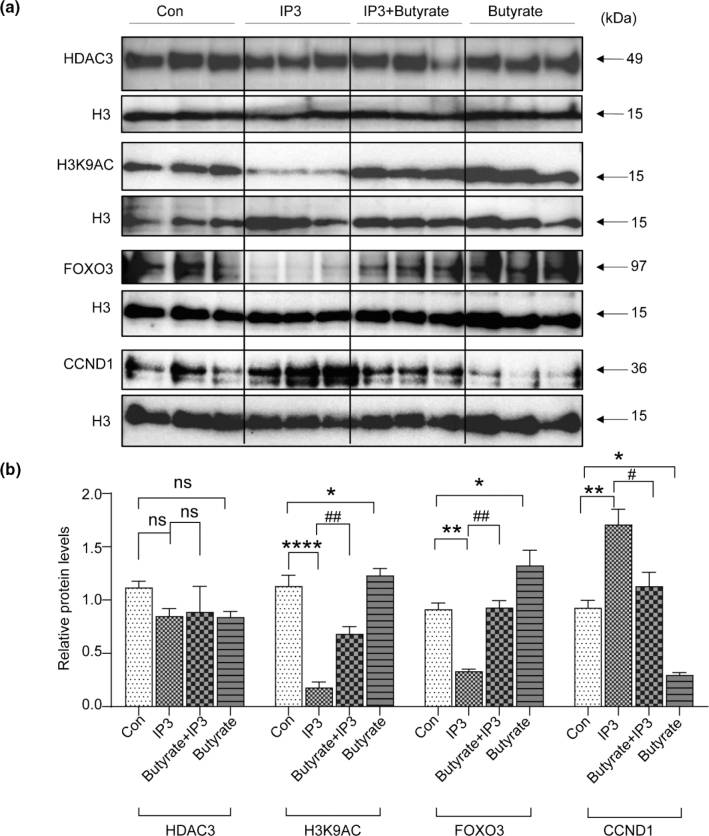 (a)
Con IP3 IP3+Butyrate Butyrate (kDa)
HDAC3 49
H3 15
H3K9AC 15
H3 15
FOXO3 97
H3 15
CCND1 36
H3 15
(b)
Relative protein levels
2.0
1.5
1.0
0.5
0.0
ns
ns ns
*
##
****
*
##
**
*
#
**
Con IP3 Butyrate+IP3 Butyrate Con IP3 Butyrate+IP3 Butyrate Con IP3 Butyrate+IP3 Butyrate Con IP3 Butyrate+IP3 Butyrate
HDAC3 H3K9AC FOXO3 CCND1